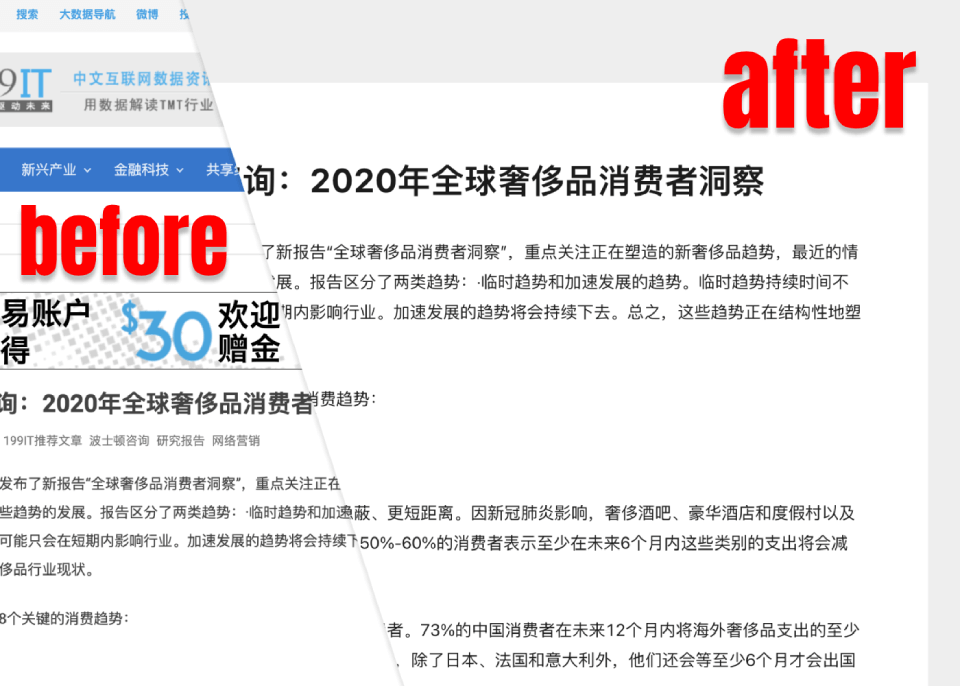 搜索 大数据导航 微博
9IT
驱动未来
中文互联网数据资讯
用数据解读TMT行业
新兴产业 金融科技 共享
before
易账户
得
$30
欢迎
赠金
询：2020年全球奢侈品消费者
199IT推荐文章 波士顿咨询 研究报告 网络营销
发布了新报告“全球奢侈品消费者洞察”，重点关注正在
些趋势的发展。报告区分了两类趋势：·临时趋势和加速
可能只会在短期内影响行业。加速发展的趋势将会持续下
侈品行业现状。
8个关键的消费趋势：
after
询：2020年全球奢侈品消费者洞察
了新报告“全球奢侈品消费者洞察”，重点关注正在塑造的新奢侈品趋势，最近的情
发展。报告区分了两类趋势：·临时趋势和加速发展的趋势。临时趋势持续时间不
期内影响行业。加速发展的趋势将会持续下去。总之，这些趋势正在结构性地塑
消费趋势：
蔽、更短距离。因新冠肺炎影响，奢侈酒吧、豪华酒店和度假村以及
50%-60%的消费者表示至少在未来6个月内这些类别的支出将会减
者。73%的中国消费者在未来12个月内将海外奢侈品支出的至少
．除了日本、法国和意大利外，他们还会等至少6个月才会出国